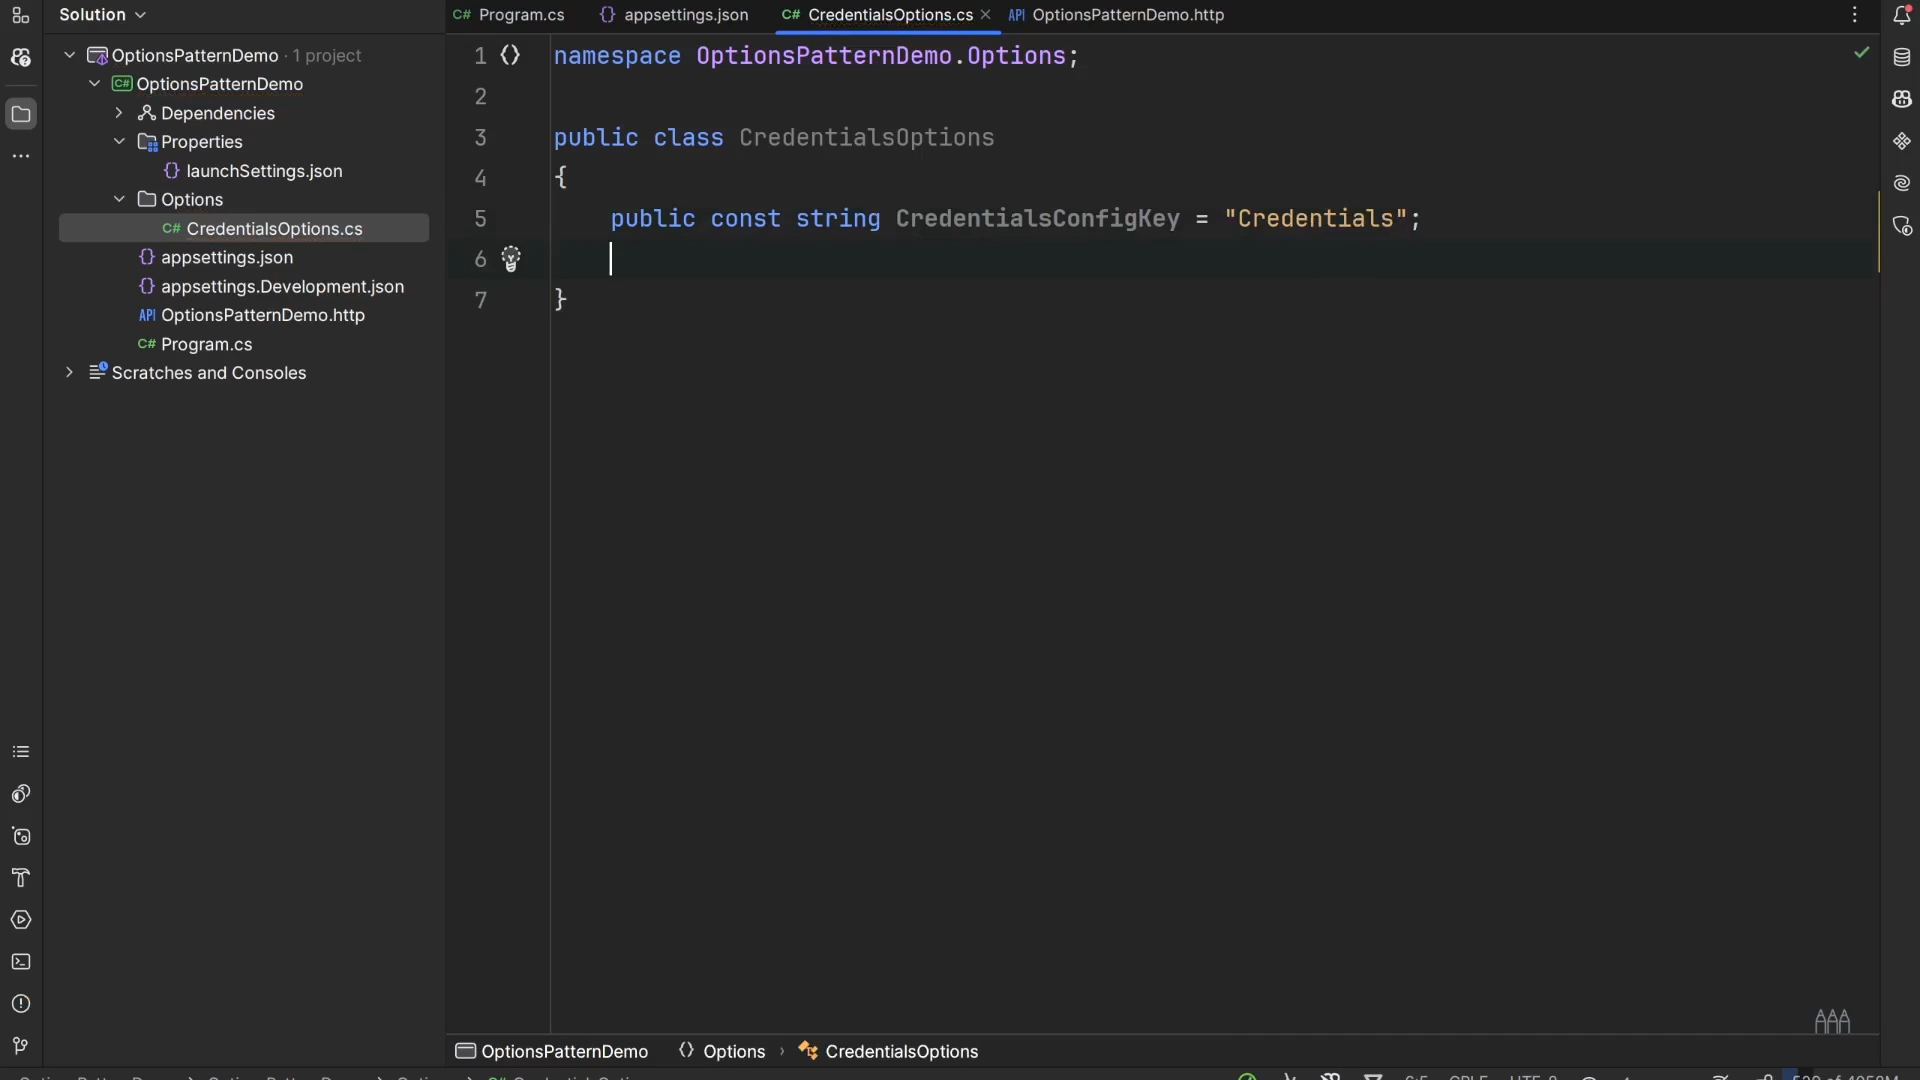 Solution
OptionsPatternDemo · 1 project
C# OptionsPatternDemo
Dependencies
Properties
{} launchSettings.json
Options
C# CredentialsOptions.cs
{} appsettings.json
{} appsettings.Development.json
API OptionsPatternDemo.http
C# Program.cs
Scratches and Consoles
C# Program.cs {} appsettings.json C# CredentialsOptions.cs API OptionsPatternDemo.http
1 namespace OptionsPatternDemo.Options;
2
3 public class CredentialsOptions
4 {
5 public const string CredentialsConfigKey = "Credentials";
6
7 }
OptionsPatternDemo Options › CredentialsOptions